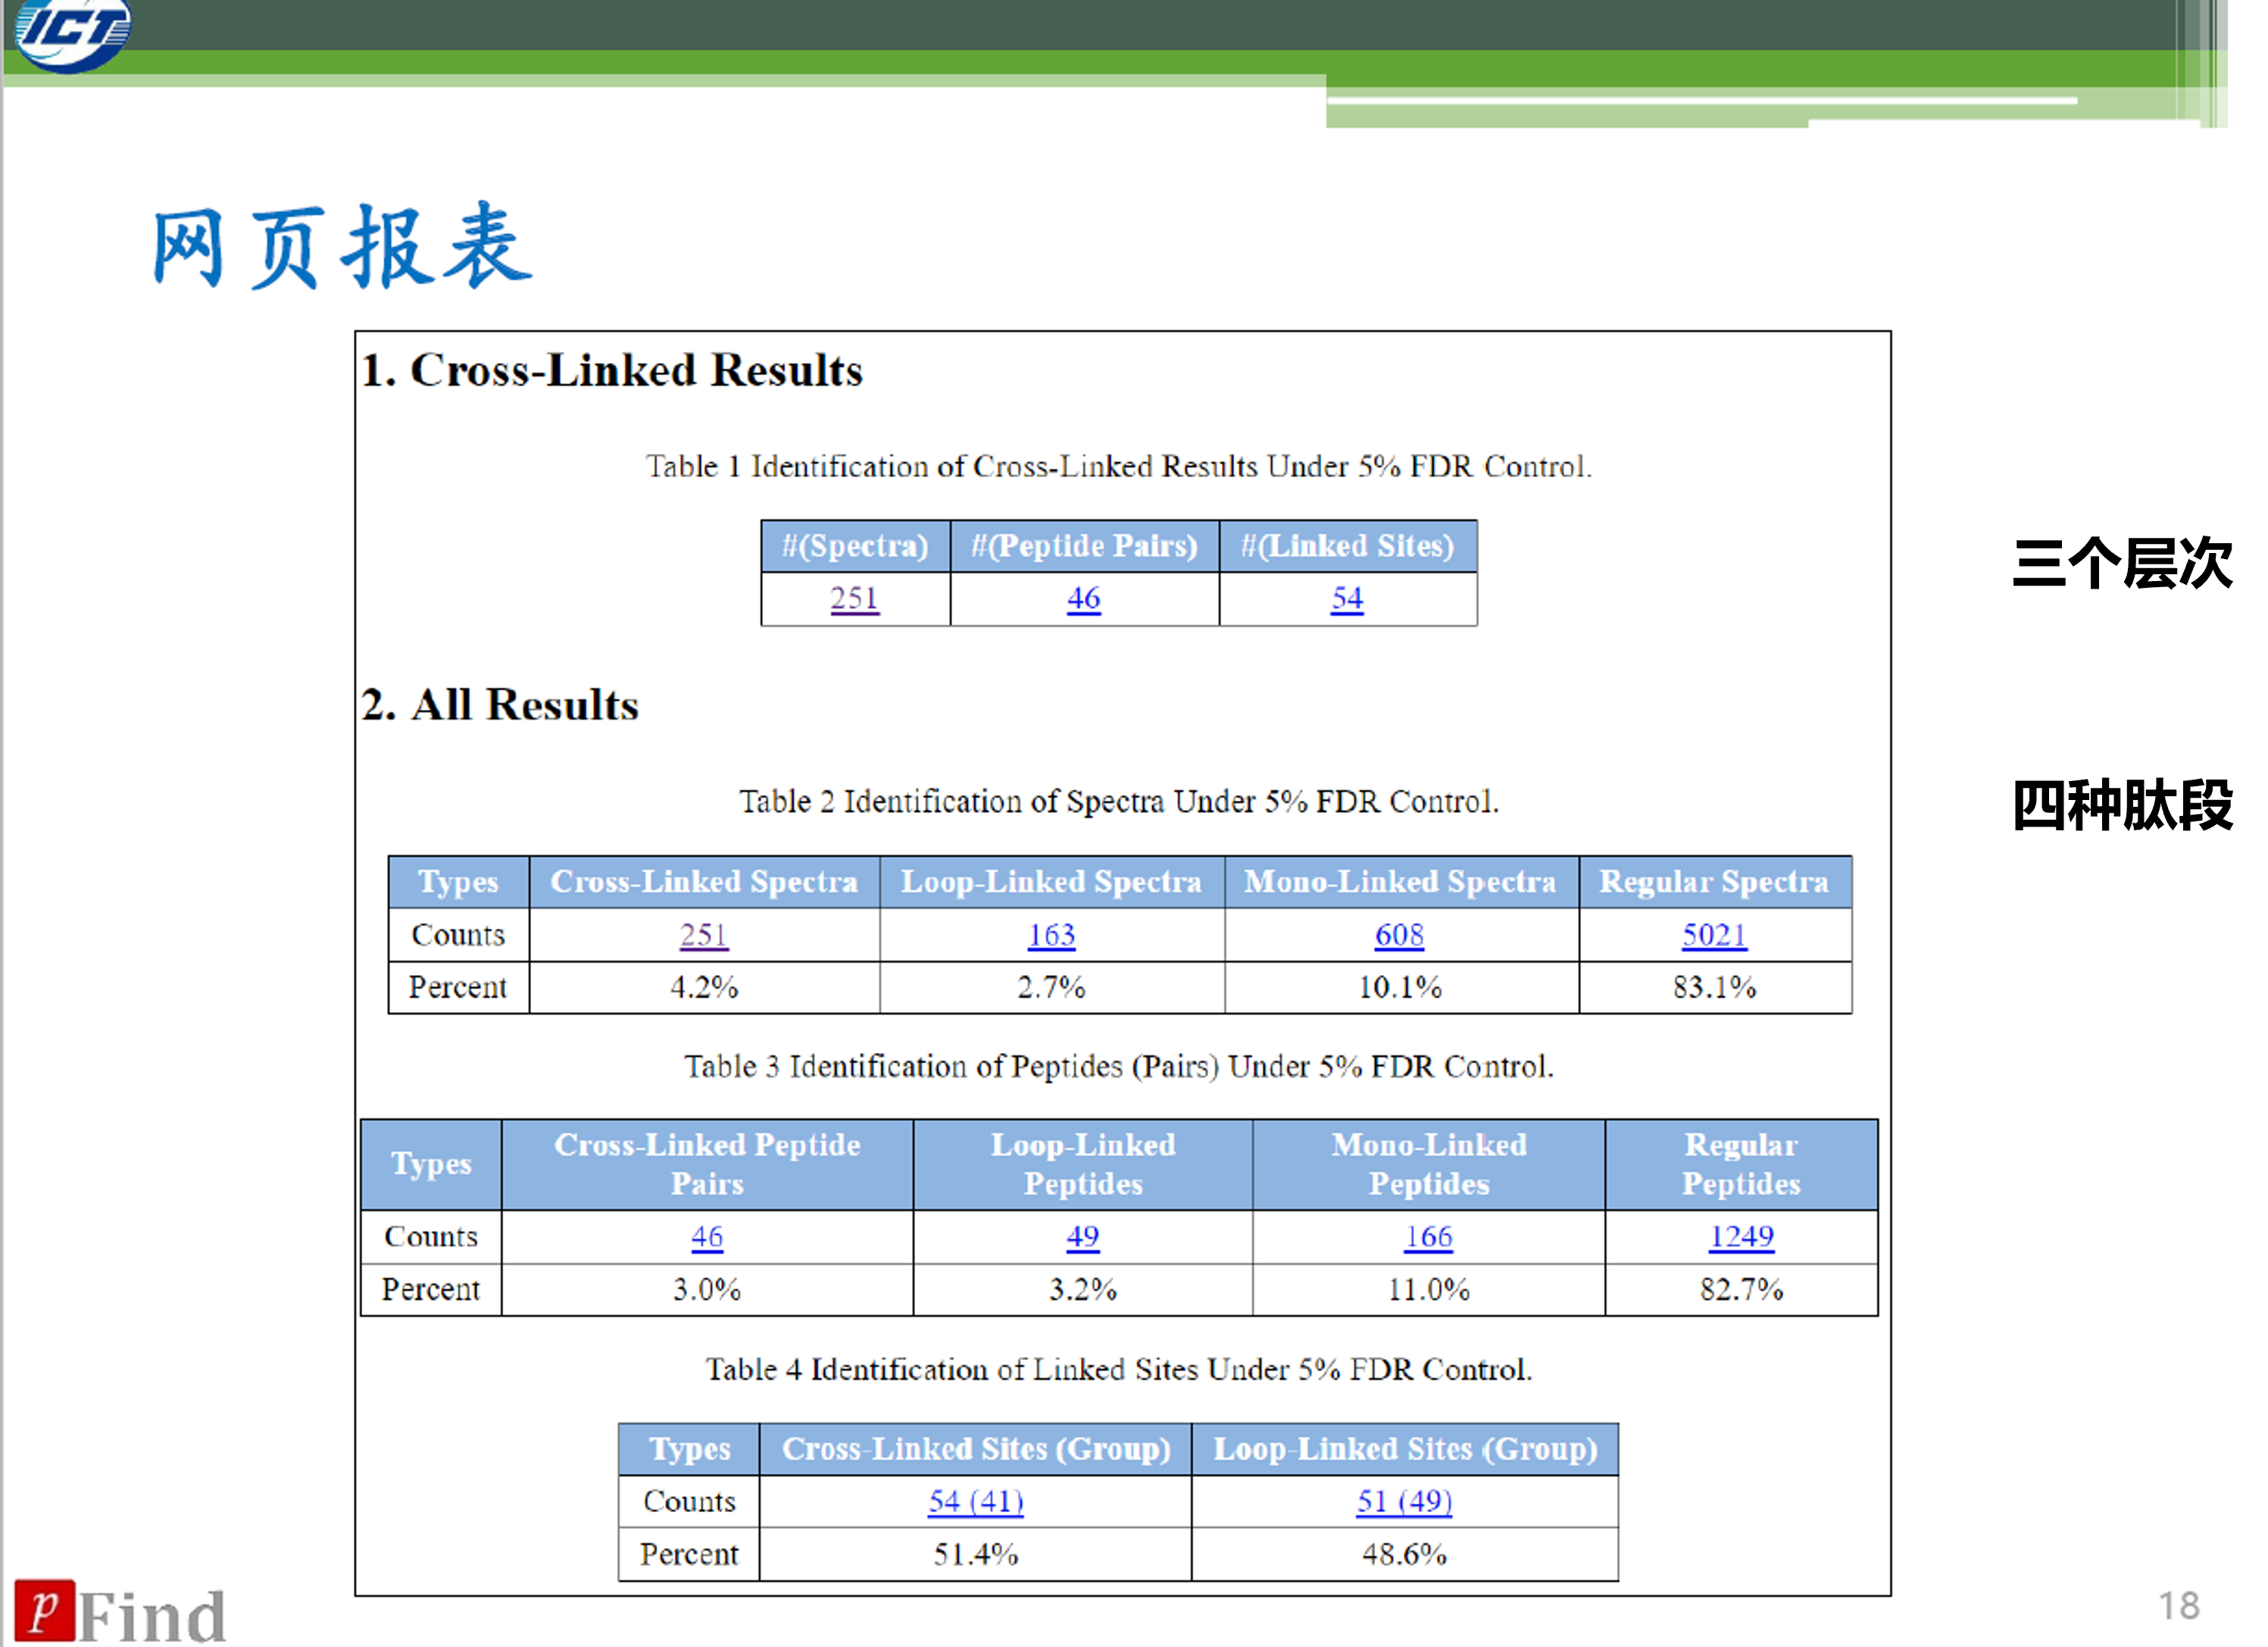 ICT
网页报表
1. Cross-Linked Results
Table 1 Identification of Cross-Linked Results Under 5% FDR Control.
#(Spectra) #(Peptide Pairs) #(Linked Sites)
251 46 54
三个层次
2. All Results
Table 2 Identification of Spectra Under 5% FDR Control.
四种肽段
Types Cross-Linked Spectra Loop-Linked Spectra Mono-Linked Spectra Regular Spectra
Counts 251 163 608 5021
Percent 4.2% 2.7% 10.1% 83.1%
Table 3 Identification of Peptides (Pairs) Under 5% FDR Control.
Types Cross-Linked Peptide Pairs Loop-Linked Peptides Mono-Linked Peptides Regular Peptides
Counts 46 49 166 1249
Percent 3.0% 3.2% 11.0% 82.7%
Table 4 Identification of Linked Sites Under 5% FDR Control.
Types Cross-Linked Sites (Group) Loop-Linked Sites (Group)
Counts 54 (41) 51 (49)
Percent 51.4% 48.6%
pFind
18